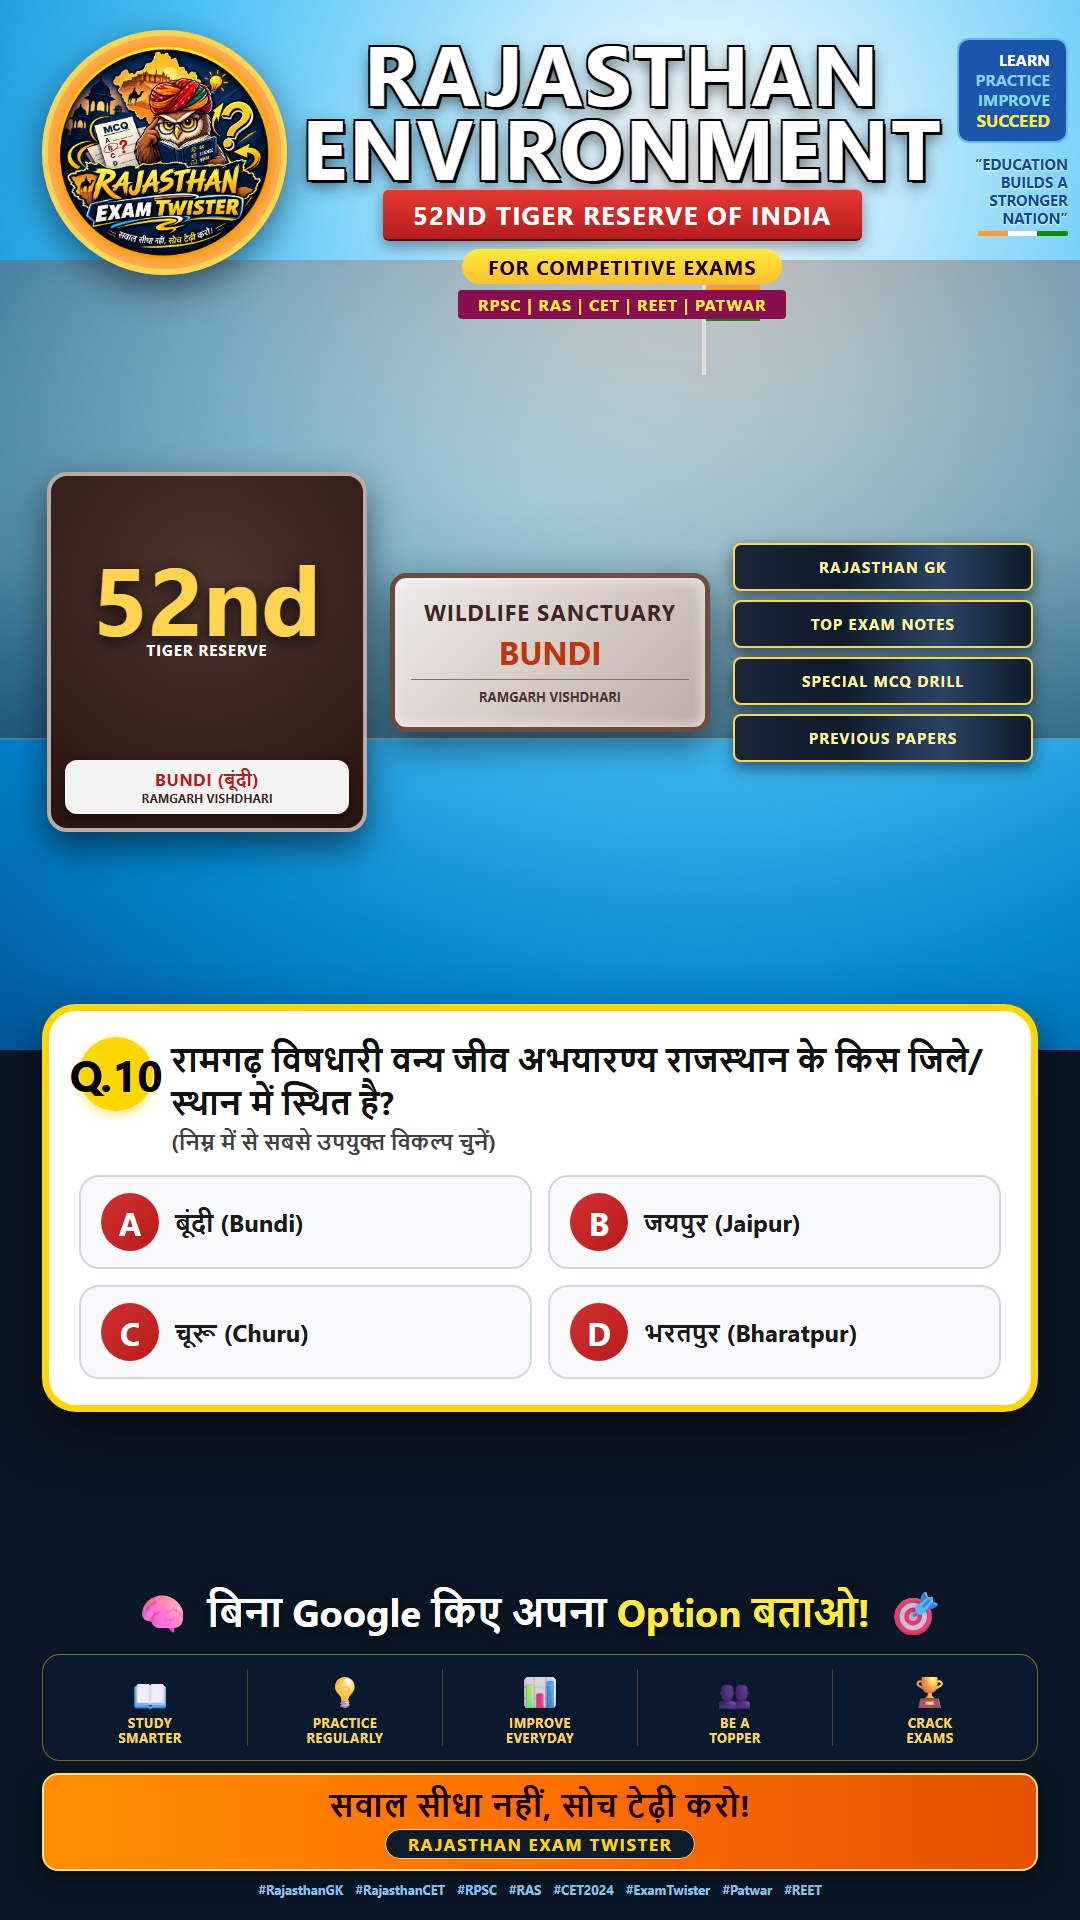 MCQ
A
B ?
C
D
?
RAJASTHAN
EXAM TWISTER
सवाल सीधा नहीं, सोच टेढ़ी करो!
RAJASTHAN
ENVIRONMENT
52ND TIGER RESERVE OF INDIA
FOR COMPETITIVE EXAMS
RPSC | RAS | CET | REET | PATWAR
LEARN
PRACTICE
IMPROVE
SUCCEED
“EDUCATION
BUILDS A
STRONGER
NATION”
52nd
TIGER RESERVE
BUNDI (बूंदी)
RAMGARH VISHDHARI
WILDLIFE SANCTUARY
BUNDI
RAMGARH VISHDHARI
RAJASTHAN GK
TOP EXAM NOTES
SPECIAL MCQ DRILL
PREVIOUS PAPERS
Q.10 रामगढ़ विषधारी वन्य जीव अभयारण्य राजस्थान के किस जिले/
स्थान में स्थित है?
(निम्न में से सबसे उपयुक्त विकल्प चुनें)
A बूंदी (Bundi)
B जयपुर (Jaipur)
C चूरू (Churu)
D भरतपुर (Bharatpur)
बिना Google किए अपना Option बताओ!
STUDY
SMARTER
PRACTICE
REGULARLY
IMPROVE
EVERYDAY
BE A
TOPPER
CRACK
EXAMS
सवाल सीधा नहीं, सोच टेढ़ी करो!
RAJASTHAN EXAM TWISTER
#RajasthanGK #RajasthanCET #RPSC #RAS #CET2024 #ExamTwister #Patwar #REET